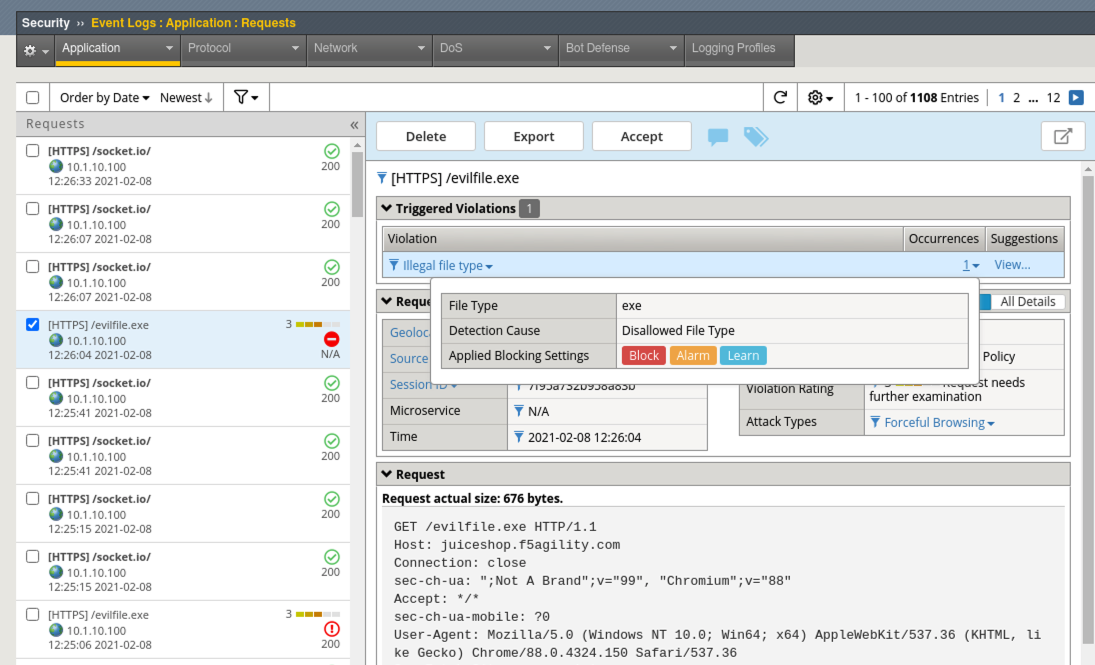 Security ›› Event Logs : Application : Requests
Application Protocol Network DoS Bot Defense Logging Profiles
Order by Date Newest 1 - 100 of 1108 Entries 1 2 ... 12
Requests «
[HTTPS] /socket.io/
10.1.10.100 200
12:26:33 2021-02-08
[HTTPS] /socket.io/
10.1.10.100 200
12:26:07 2021-02-08
[HTTPS] /socket.io/
10.1.10.100 200
12:26:07 2021-02-08
[HTTPS] /evilfile.exe 3
10.1.10.100
12:26:04 2021-02-08 N/A
[HTTPS] /socket.io/
10.1.10.100 200
12:25:41 2021-02-08
[HTTPS] /socket.io/
10.1.10.100 200
12:25:41 2021-02-08
[HTTPS] /socket.io/
10.1.10.100 200
12:25:15 2021-02-08
[HTTPS] /socket.io/
10.1.10.100 200
12:25:15 2021-02-08
[HTTPS] /evilfile.exe 3
10.1.10.100
12:25:06 2021-02-08 200
Delete Export Accept
[HTTPS] /evilfile.exe
Triggered Violations 1
Violation Occurrences Suggestions
Illegal file type 1 View...
File Type exe
Detection Cause Disallowed File Type
Applied Blocking Settings Block Alarm Learn
All Details
Source
Policy
Session ID
Microservice N/A
Time 2021-02-08 12:26:04
Violation Rating Request needs
further examination
Attack Types Forceful Browsing
Request
Request actual size: 676 bytes.
GET /evilfile.exe HTTP/1.1
Host: juiceshop.f5agility.com
Connection: close
sec-ch-ua: ";Not A Brand";v="99", "Chromium";v="88"
Accept: */*
sec-ch-ua-mobile: ?0
User-Agent: Mozilla/5.0 (Windows NT 10.0; Win64; x64) AppleWebKit/537.36 (KHTML, li
ke Gecko) Chrome/88.0.4324.150 Safari/537.36